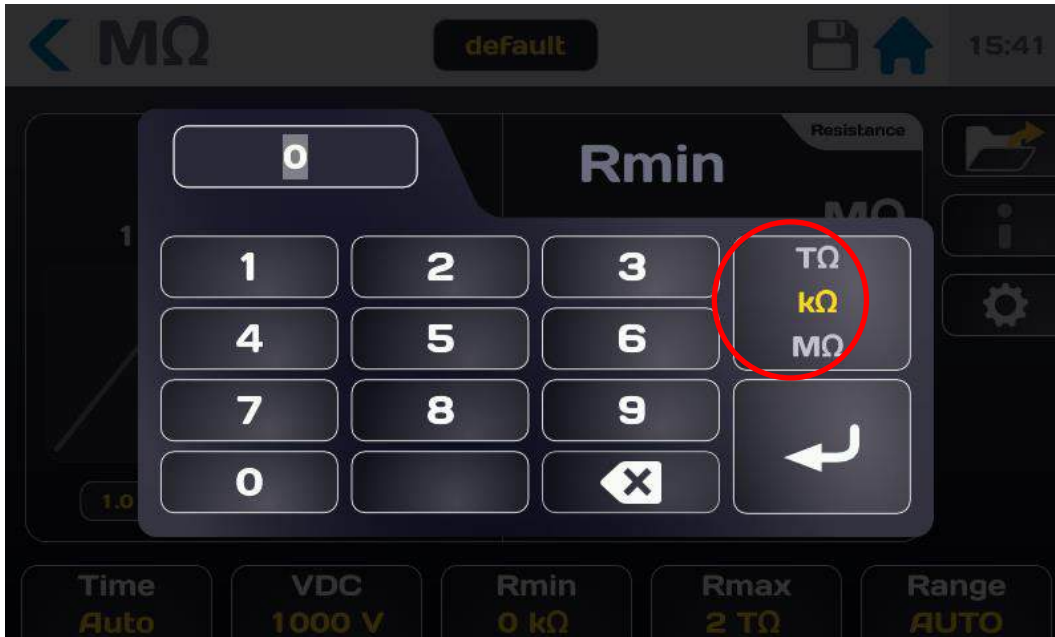 MΩ default 15:41
0 Rmin Resistance
MΩ
1
1 2 3 TΩ
kΩ
4 5 6 MΩ
7 8 9
0
1.0
Time VDC Rmin Rmax Range
Auto 1000 V 0 kΩ 2 TΩ AUTO